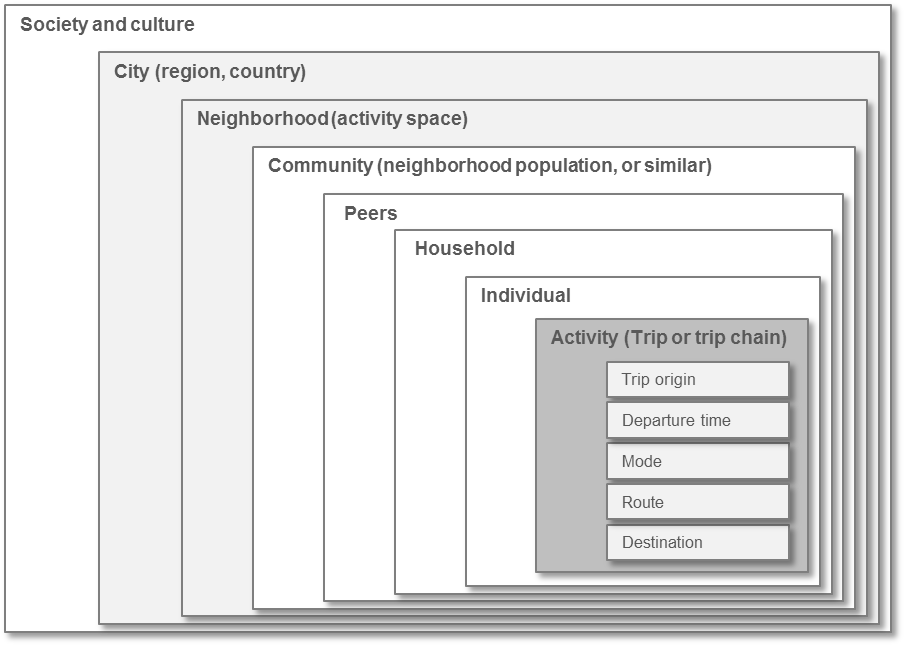 Society and culture
City (region, country)
Neighborhood (activity space)
Community (neighborhood population, or similar)
Peers
Household
Individual
Activity (Trip or trip chain)
Trip origin
Departure time
Mode
Route
Destination